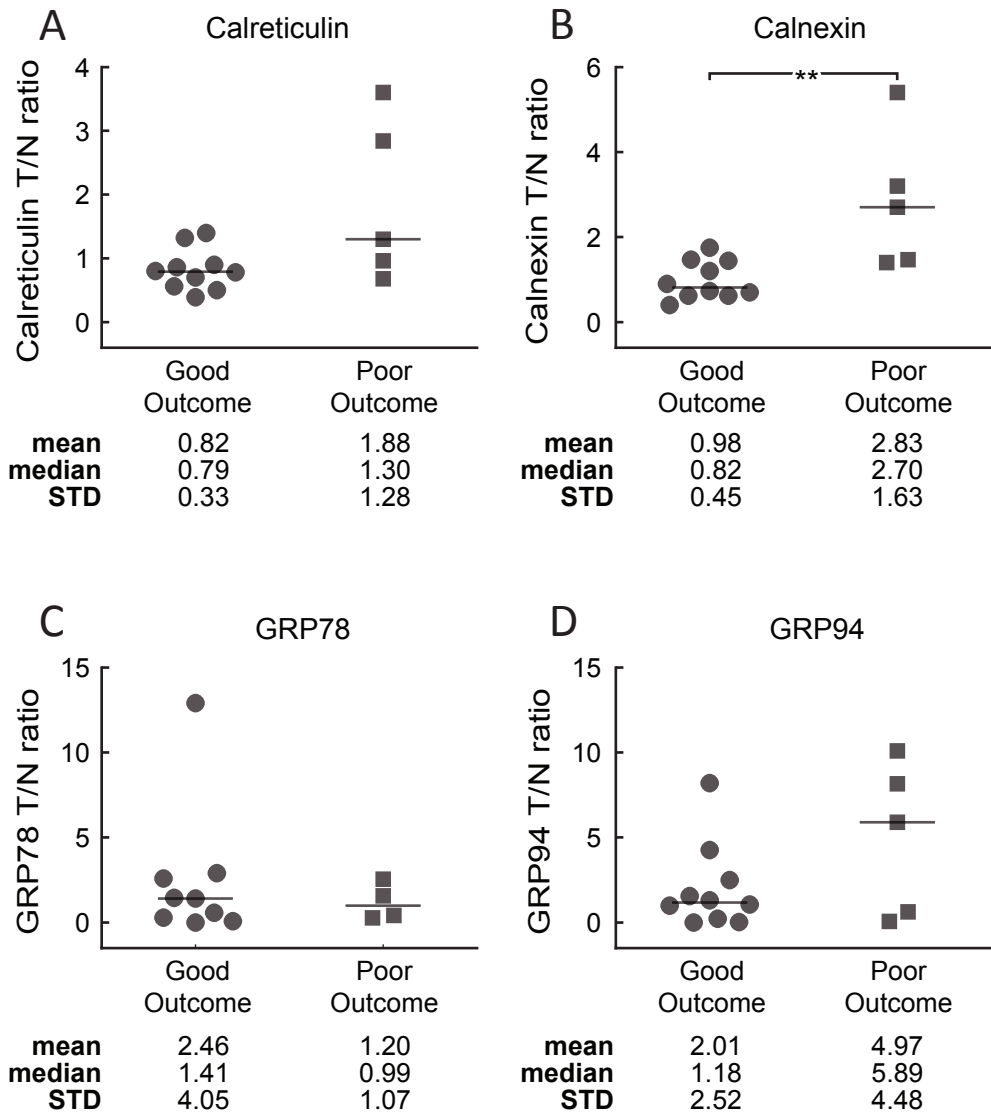 A
Calreticulin
Calreticulin T/N ratio
4
3
2
1
0
Good Outcome
Poor Outcome
mean 0.82 1.88
median 0.79 1.30
STD 0.33 1.28
B
Calnexin
Calnexin T/N ratio
6
4
2
0
**
Good Outcome
Poor Outcome
mean 0.98 2.83
median 0.82 2.70
STD 0.45 1.63
C
GRP78
GRP78 T/N ratio
15
10
5
0
Good Outcome
Poor Outcome
mean 2.46 1.20
median 1.41 0.99
STD 4.05 1.07
D
GRP94
GRP94 T/N ratio
15
10
5
0
Good Outcome
Poor Outcome
mean 2.01 4.97
median 1.18 5.89
STD 2.52 4.48